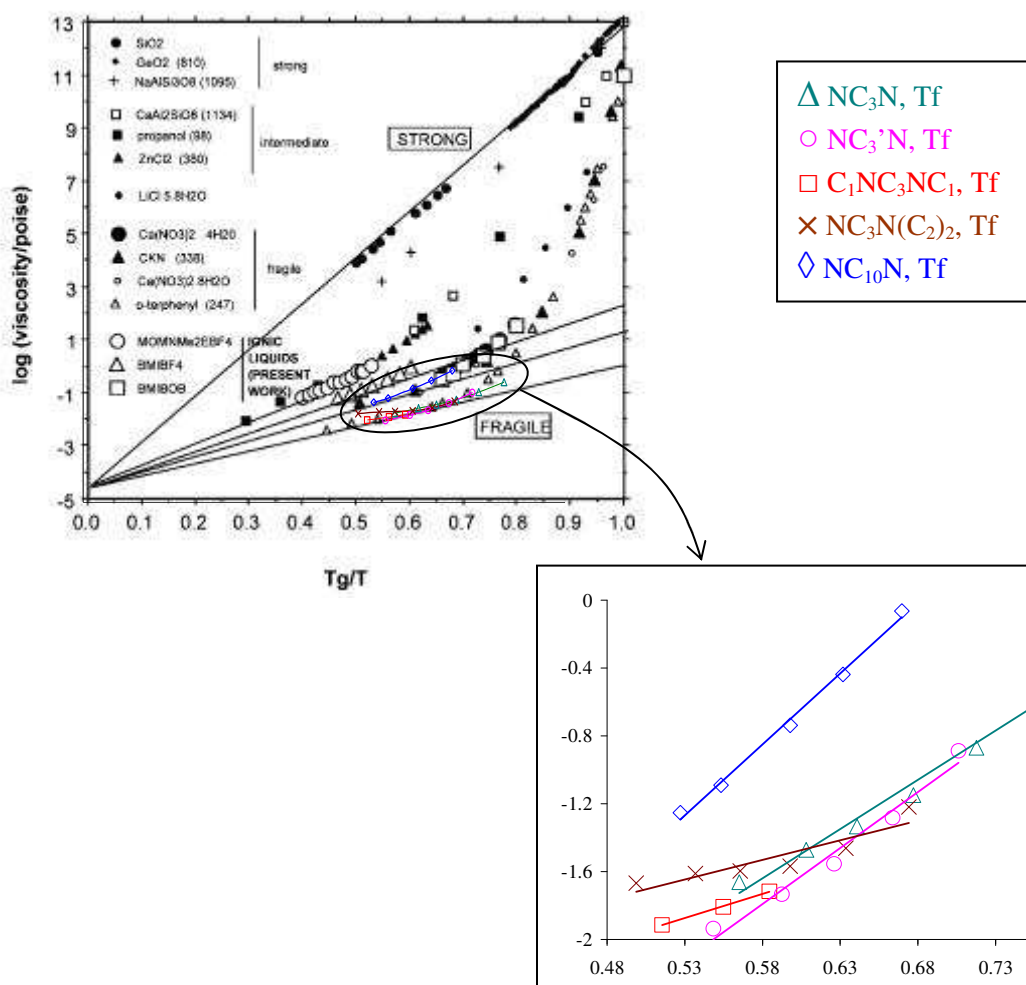 13
11
9
7
5
3
1
-1
-3
-5
log (viscosity/poise)
SiO2
GeO2 (810)
NaAlSi3O8 (1095)
strong
CaAl2SiO8 (1134)
propanol (98)
ZnCl2 (380)
intermediate
LiCl 5.8H2O
Ca(NO3)2 4H2O
CKN (338)
Ca(NO3)2 8H2O
o-terphenyl (247)
fragile
MOMNMe2EBF4
BMIBF4
BMIBOB
IONIC
LIQUIDS
(PRESENT
WORK)
STRONG
FRAGILE
0.0 0.1 0.2 0.3 0.4 0.5 0.6 0.7 0.8 0.9 1.0
Tg/T
NC₃N, Tf
NC₃'N, Tf
C₁NC₃NC₁, Tf
NC₃N(C₂)₂, Tf
NC₁₀N, Tf
0
-0.4
-0.8
-1.2
-1.6
-2
0.48 0.53 0.58 0.63 0.68 0.73